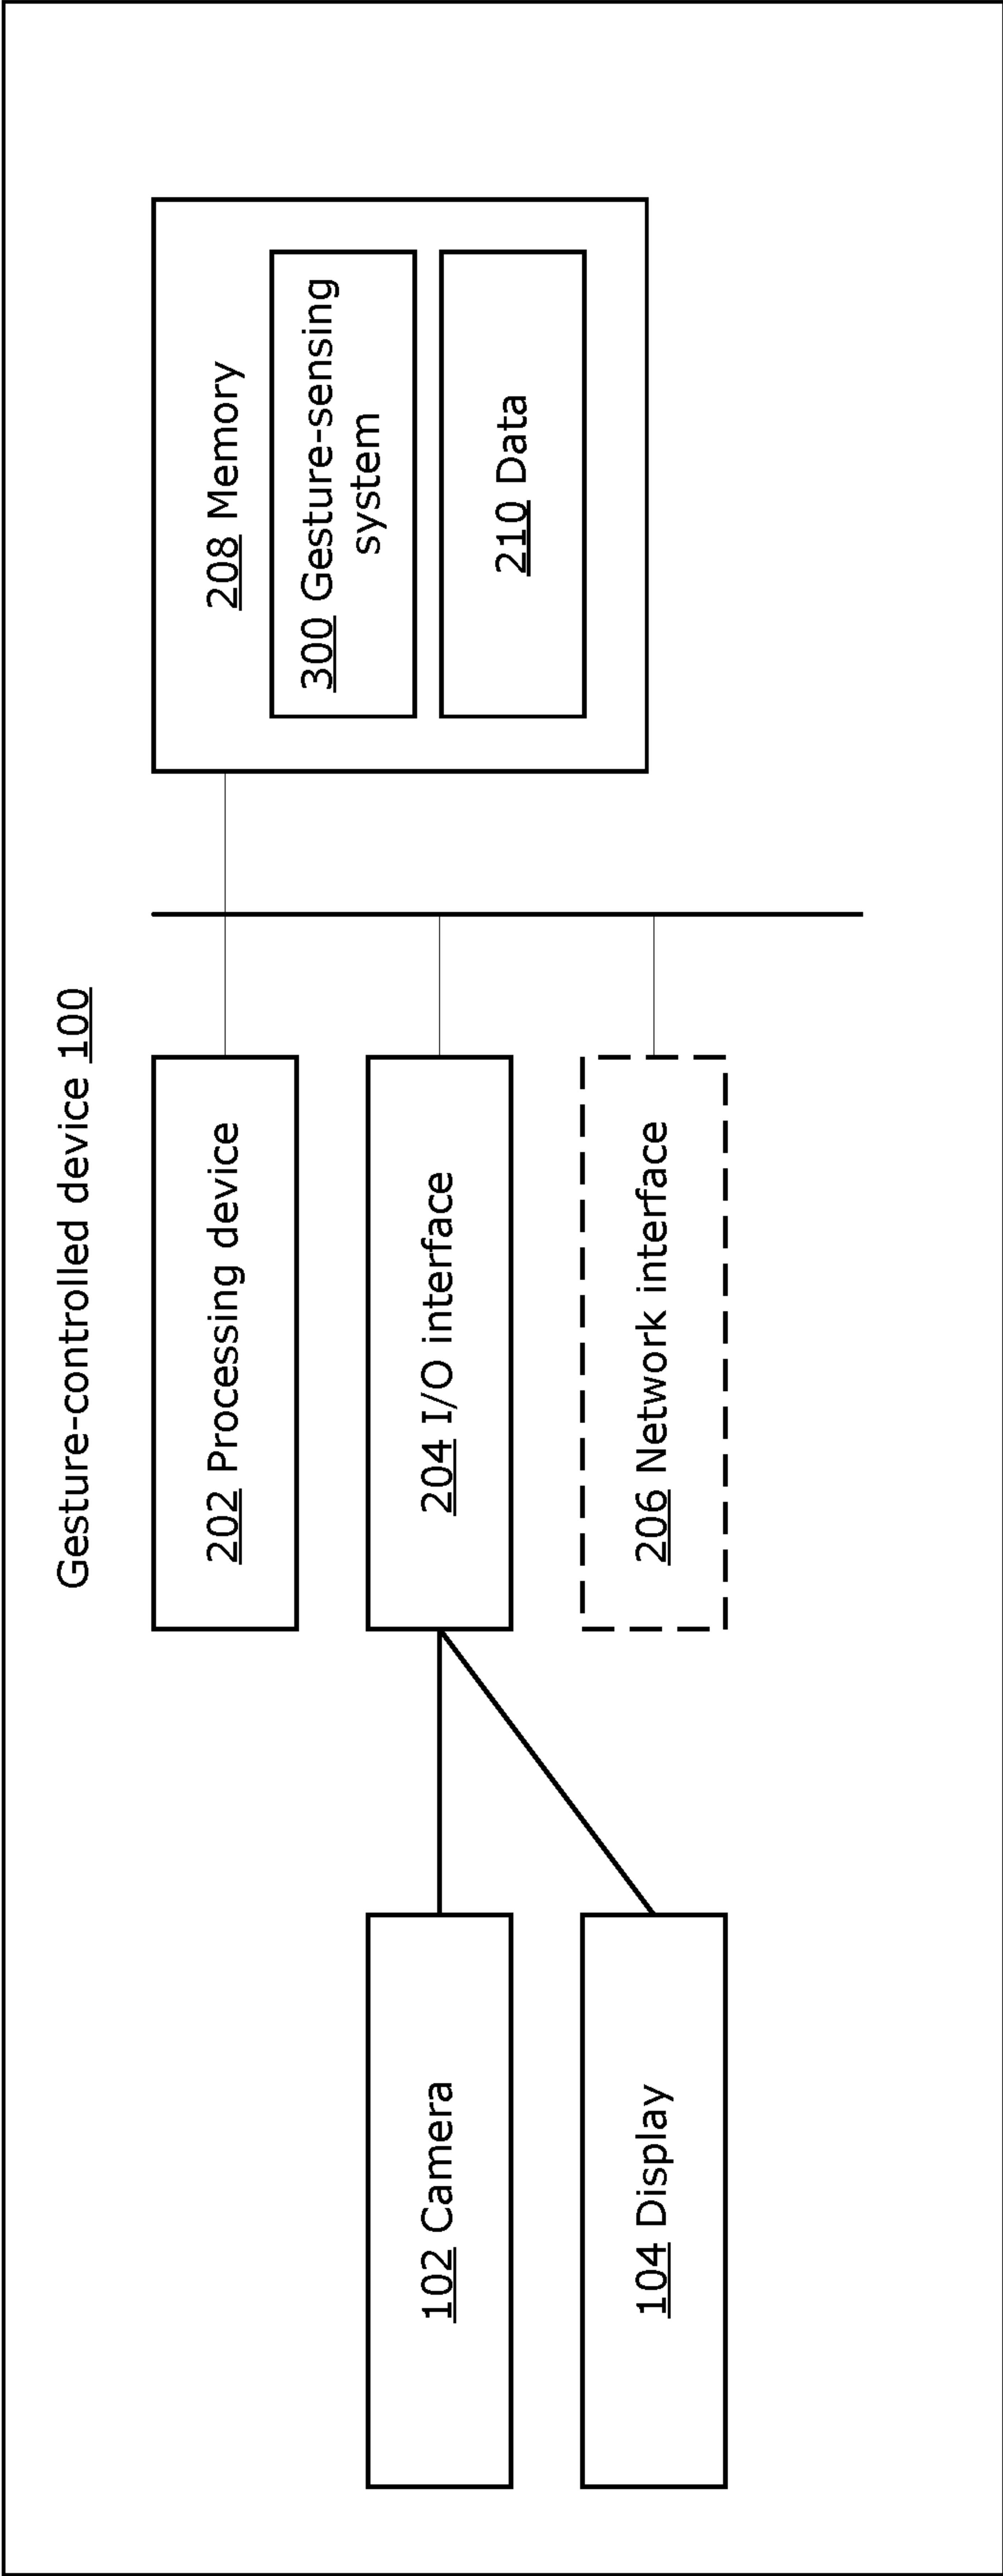 Gesture-controlled device 100
202 Processing device
204 I/O interface
206 Network interface
102 Camera
104 Display
208 Memory
300 Gesture-sensing
system
210 Data